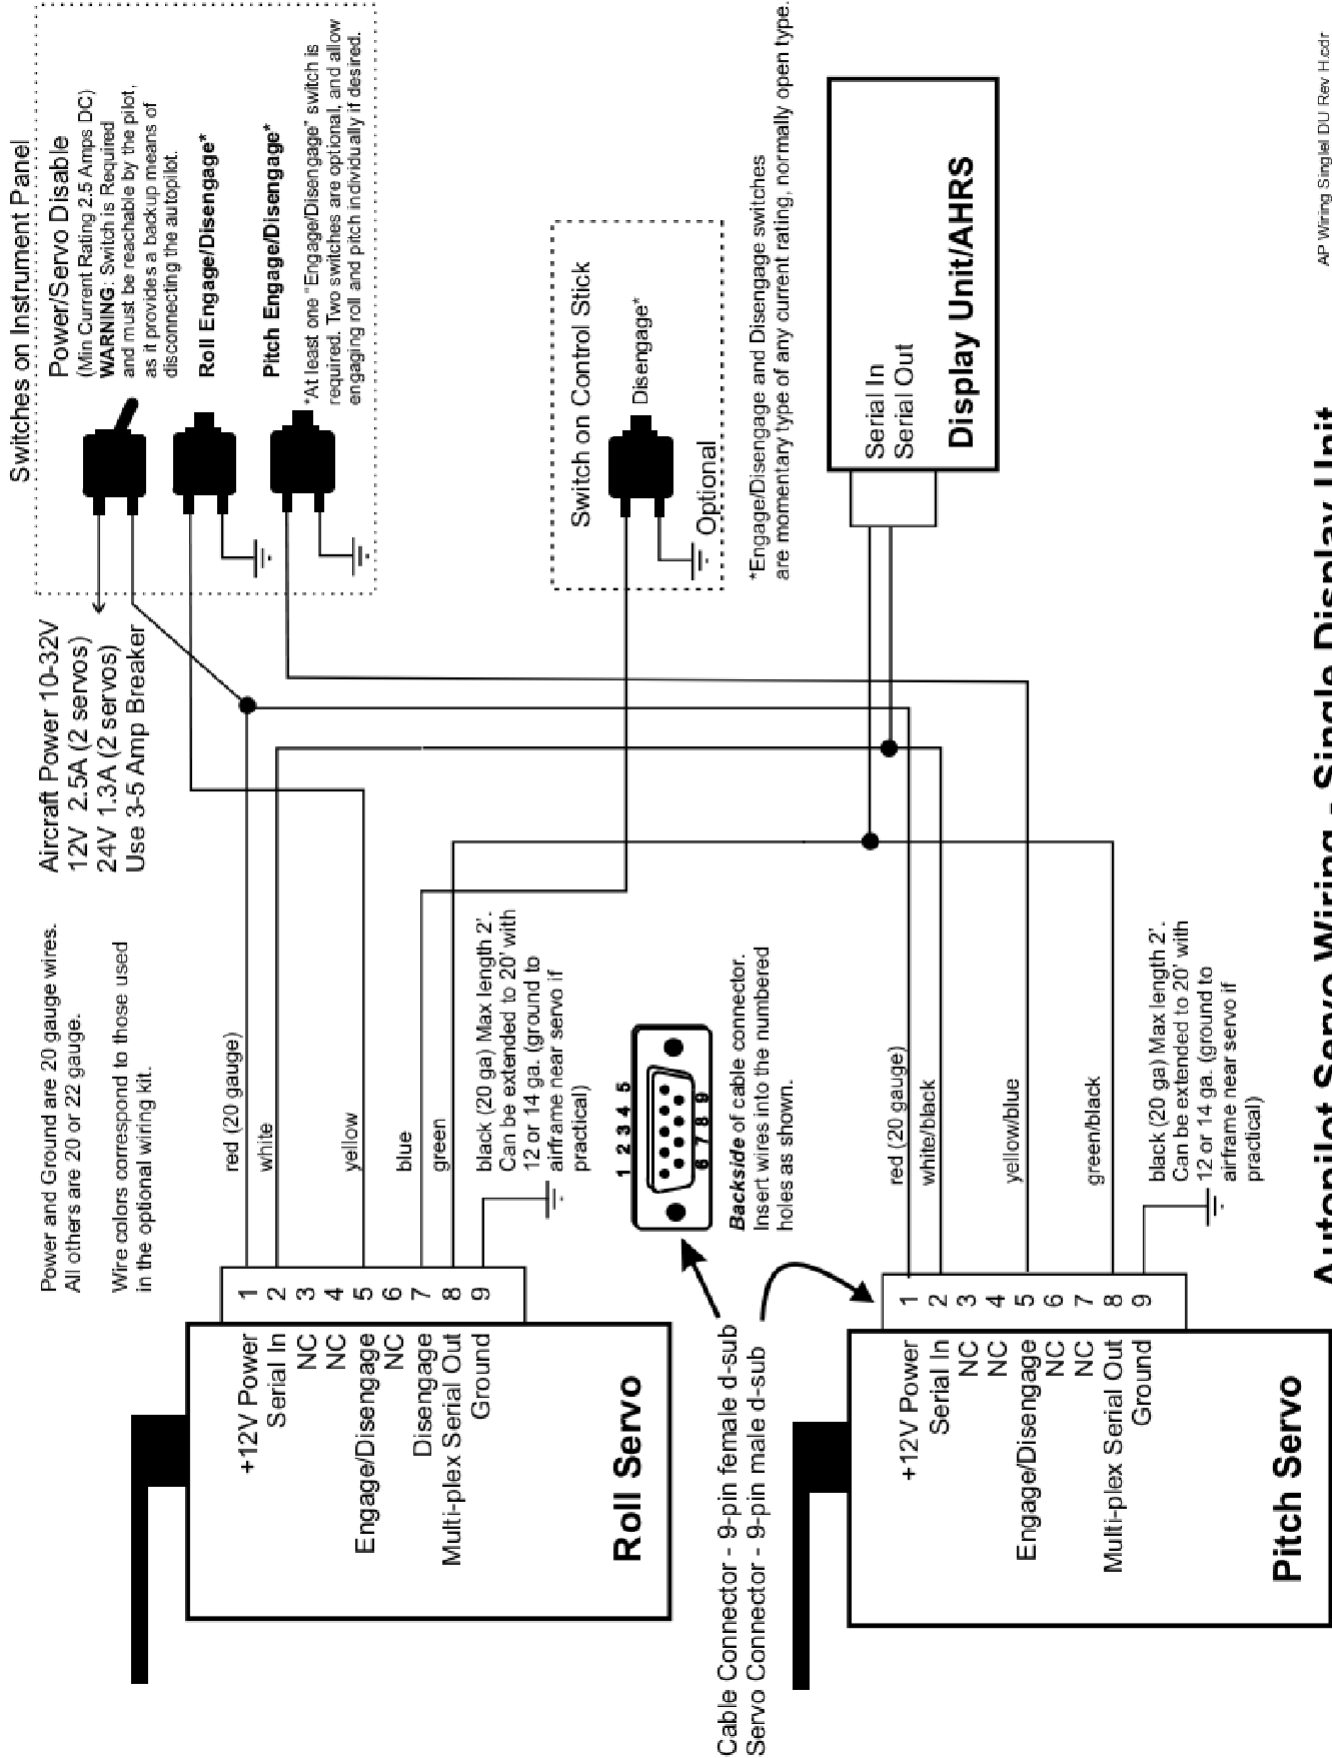 Power and Ground are 20 gauge wires.
All others are 20 or 22 gauge.
Wire colors correspond to those used
in the optional wiring kit.
Aircraft Power 10-32V
12V 2.5A (2 servos)
24V 1.3A (2 servos)
Use 3-5 Amp Breaker
Switches on Instrument Panel
Power/Servo Disable
(Min Current Rating 2.5 Amps DC)
WARNING: Switch is Required
and must be reachable by the pilot,
as it provides a backup means of
disconnecting the autopilot.
Roll Engage/Disengage*
Pitch Engage/Disengage*
*At least one "Engage/Disengage" switch is
required. Two switches are optional, and allow
engaging roll and pitch individually if desired.
+12V Power
Serial In
NC
NC
Engage/Disengage
NC
Disengage
Multi-plex Serial Out
Ground
1
2
3
4
5
6
7
8
9
Roll Servo
red (20 gauge)
white
yellow
blue
green
black (20 ga) Max length 2'.
Can be extended to 20' with
12 or 14 ga. (ground to
airframe near servo if
practical)
Switch on Control Stick
Disengage*
Optional
1 2 3 4 5
6 7 8 9
Backside of cable connector.
Insert wires into the numbered
holes as shown.
*Engage/Disengage and Disengage switches
are momentary type of any current rating, normally open type.
Cable Connector - 9-pin female d-sub
Servo Connector - 9-pin male d-sub
Serial In
Serial Out
Display Unit/AHRS
+12V Power
Serial In
NC
NC
Engage/Disengage
NC
NC
Multi-plex Serial Out
Ground
1
2
3
4
5
6
7
8
9
Pitch Servo
red (20 gauge)
white/black
yellow/blue
green/black
black (20 ga) Max length 2'.
Can be extended to 20' with
12 or 14 ga. (ground to
airframe near servo if
practical)
Autopilot Servo Wiring - Single Display Unit
AP Wiring Singlel DU Rev H.cdr